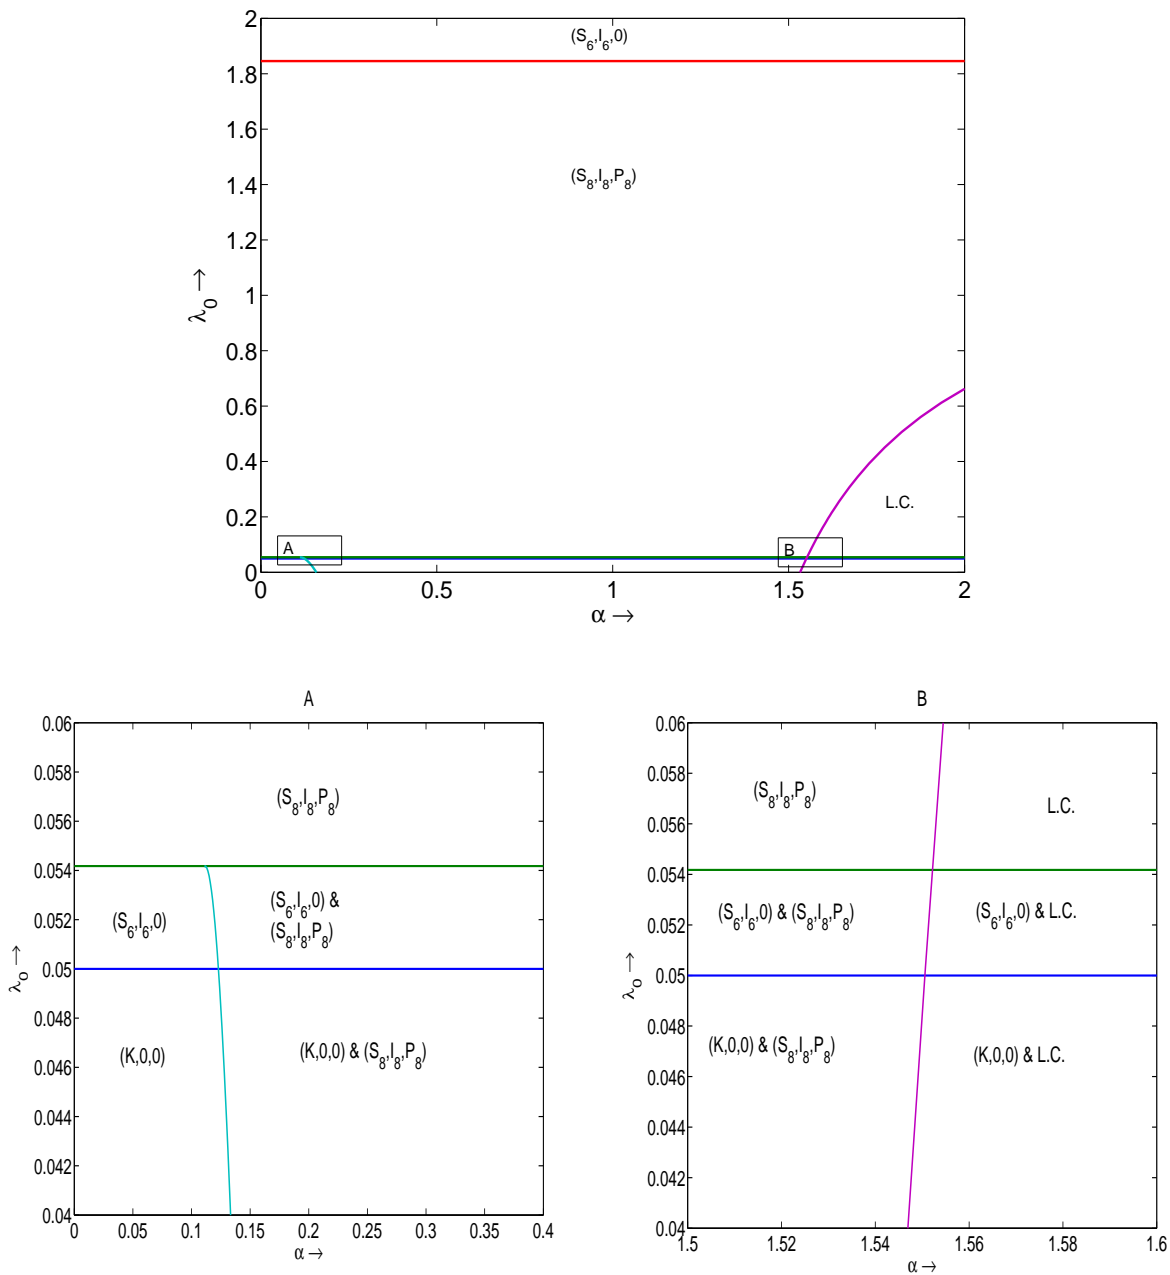 (S6,I6,0)
(S8,I8,P8)
L.C.
A
B
2
1.8
1.6
1.4
1.2
1
0.8
0.6
0.4
0.2
0
λ0 →
0 0.5 1 1.5 2
α →
A
0.06
0.058
0.056
0.054
0.052
0.05
0.048
0.046
0.044
0.042
0.04
λo →
(S8,I8,P8)
(S6,I6,0)
(S6,I6,0) &
(S8,I8,P8)
(K,0,0)
(K,0,0) & (S8,I8,P8)
0 0.05 0.1 0.15 0.2 0.25 0.3 0.35 0.4
α →
B
0.06
0.058
0.056
0.054
0.052
0.05
0.048
0.046
0.044
0.042
0.04
λo →
(S8,I8,P8)
L.C.
(S6,I6,0) & (S8,I8,P8)
(S6,I6,0) & L.C.
(K,0,0) & (S8,I8,P8)
(K,0,0) & L.C.
1.5 1.52 1.54 1.56 1.58 1.6
α →